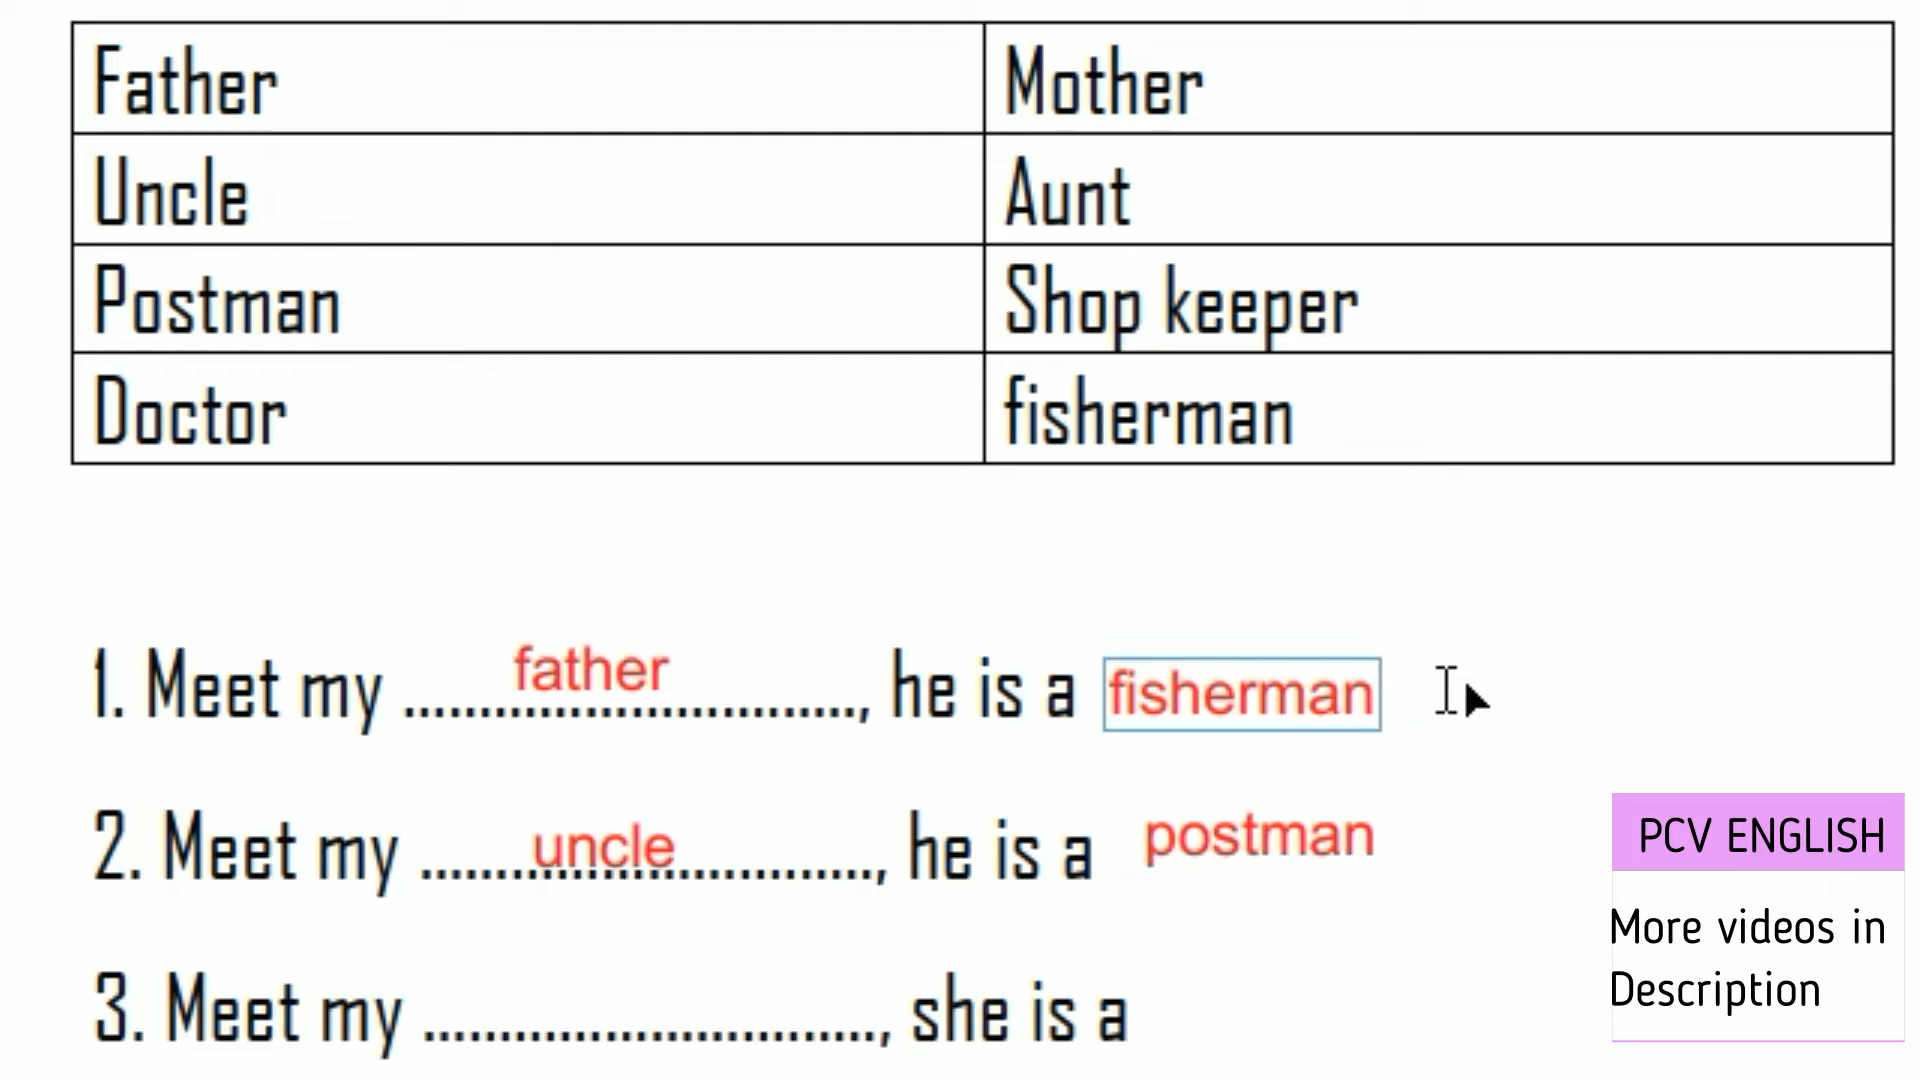 Father Mother
Uncle Aunt
Postman Shop keeper
Doctor fisherman
1. Meet my father ..............................., he is a fisherman
2. Meet my uncle ..............................., he is a postman
3. Meet my ..............................., she is a
PCV ENGLISH
More videos in
Description